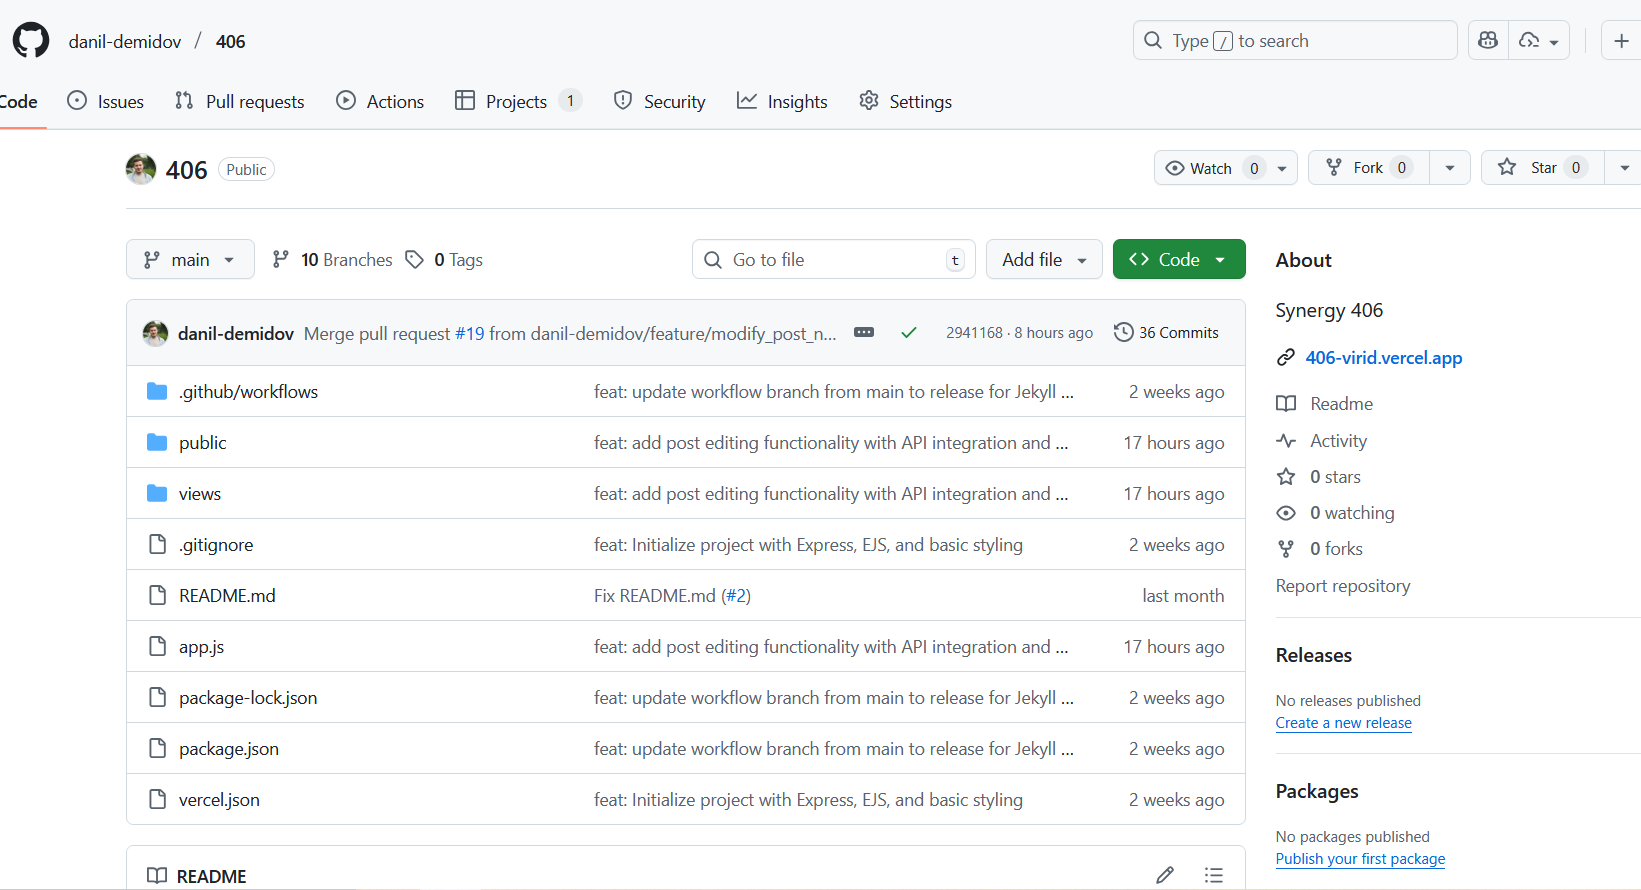 danil-demidov / 406
Type / to search
Code Issues Pull requests Actions Projects 1 Security Insights Settings
406 Public
Watch 0 Fork 0 Star 0
main 10 Branches 0 Tags
Go to file t Add file Code
danil-demidov Merge pull request #19 from danil-demidov/feature/modify_post_n... 2941168 · 8 hours ago 36 Commits
.github/workflows feat: update workflow branch from main to release for Jekyll ... 2 weeks ago
public feat: add post editing functionality with API integration and ... 17 hours ago
views feat: add post editing functionality with API integration and ... 17 hours ago
.gitignore feat: Initialize project with Express, EJS, and basic styling 2 weeks ago
README.md Fix README.md (#2) last month
app.js feat: add post editing functionality with API integration and ... 17 hours ago
package-lock.json feat: update workflow branch from main to release for Jekyll ... 2 weeks ago
package.json feat: update workflow branch from main to release for Jekyll ... 2 weeks ago
vercel.json feat: Initialize project with Express, EJS, and basic styling 2 weeks ago
README
About
Synergy 406
406-virid.vercel.app
Readme
Activity
0 stars
0 watching
0 forks
Report repository
Releases
No releases published
Create a new release
Packages
No packages published
Publish your first package